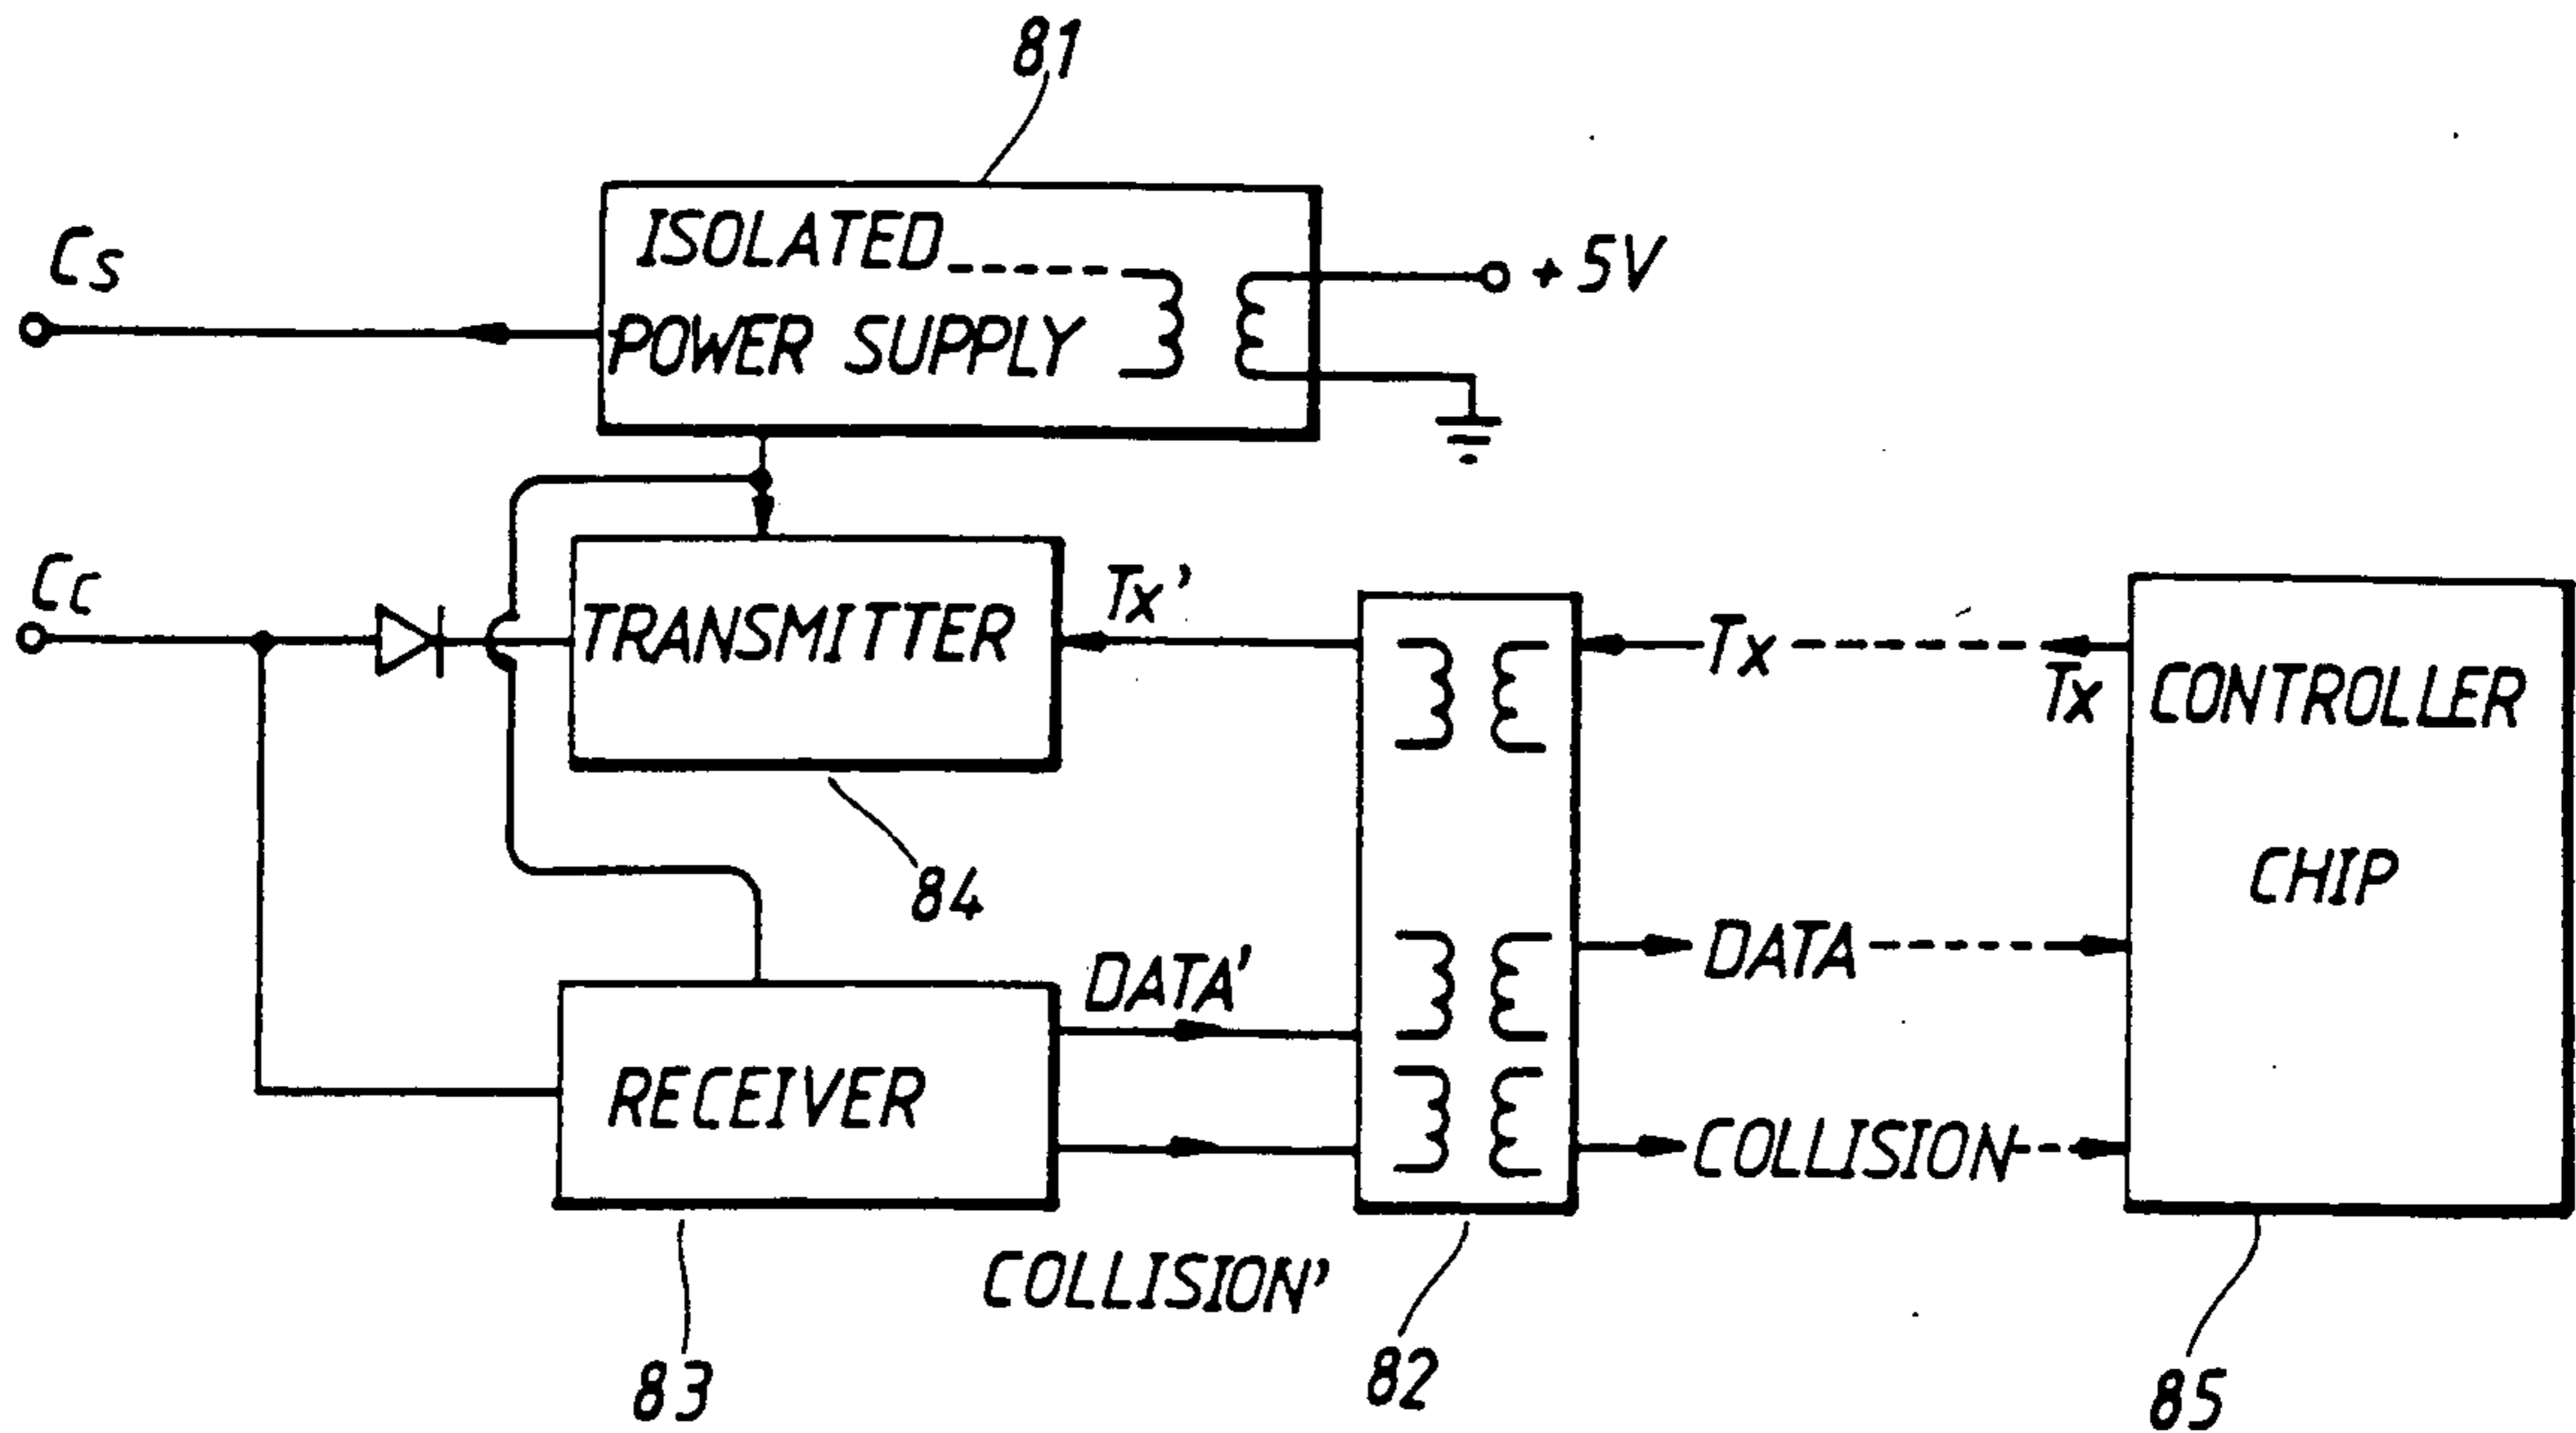 81
ISOLATED
POWER SUPPLY
+5V
Cs
Cc
TRANSMITTER
Tx'
Tx
Tx
CONTROLLER
CHIP
84
DATA'
DATA
RECEIVER
COLLISION
COLLISION'
83
82
85